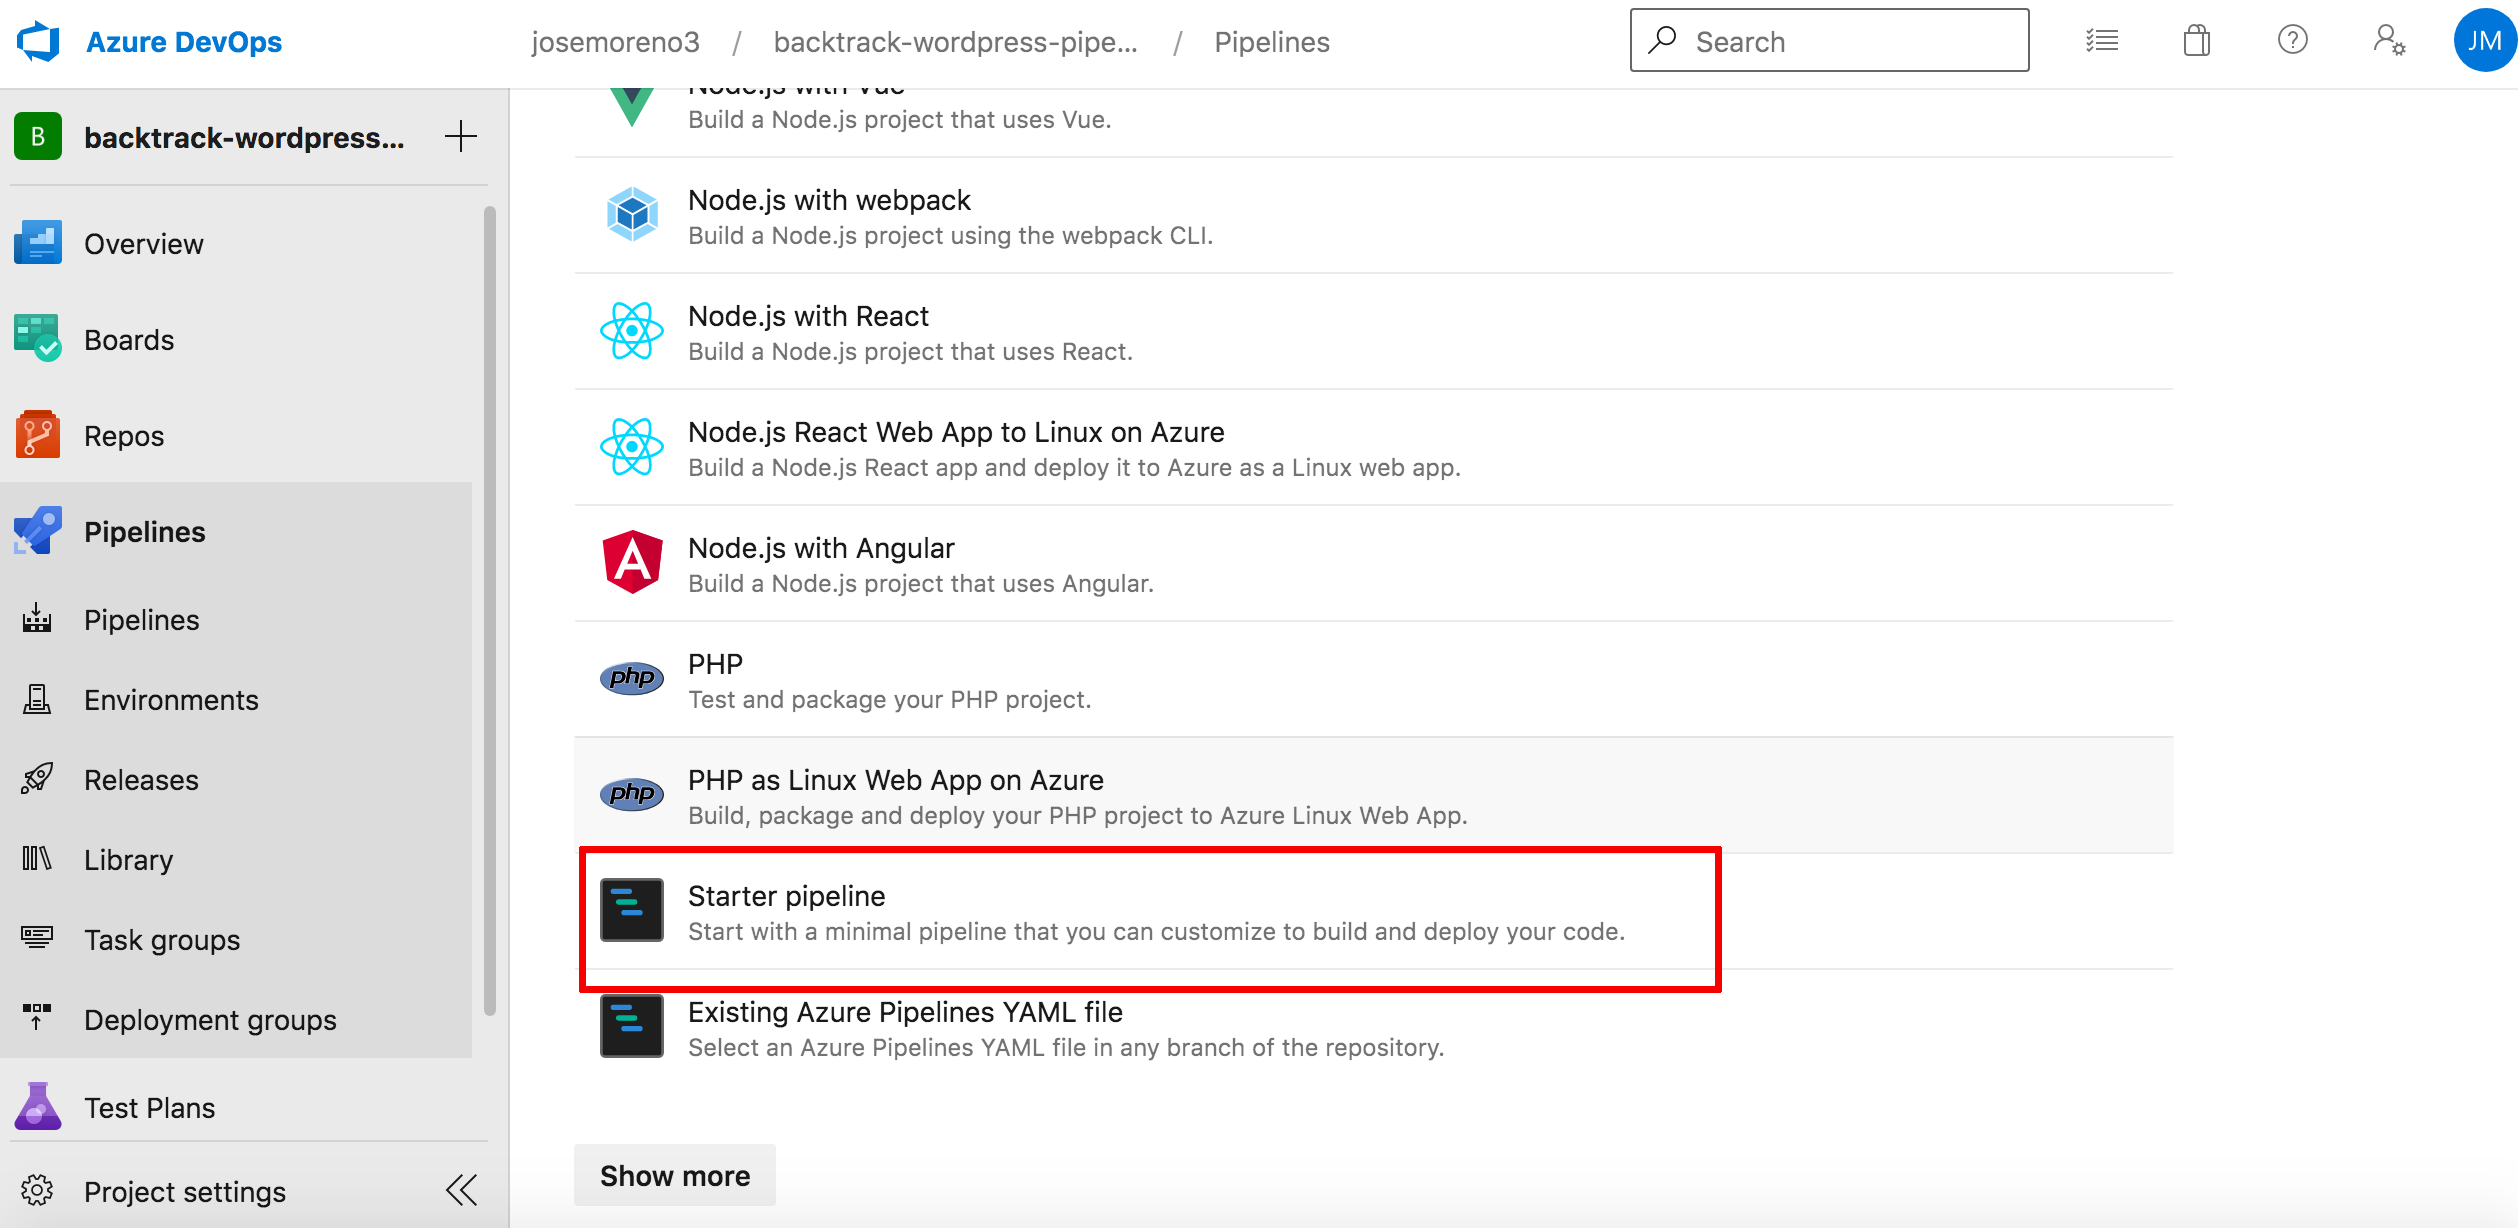 Azure DevOps
josemoreno3 / backtrack-wordpress-pipe... / Pipelines
Search
JM
B
backtrack-wordpress...
Overview
Boards
Repos
Pipelines
Pipelines
Environments
Releases
Library
Task groups
Deployment groups
Test Plans
Project settings
Node.js with Vue
Build a Node.js project that uses Vue.
Node.js with webpack
Build a Node.js project using the webpack CLI.
Node.js with React
Build a Node.js project that uses React.
Node.js React Web App to Linux on Azure
Build a Node.js React app and deploy it to Azure as a Linux web app.
A
Node.js with Angular
Build a Node.js project that uses Angular.
php
PHP
Test and package your PHP project.
php
PHP as Linux Web App on Azure
Build, package and deploy your PHP project to Azure Linux Web App.
Starter pipeline
Start with a minimal pipeline that you can customize to build and deploy your code.
Existing Azure Pipelines YAML file
Select an Azure Pipelines YAML file in any branch of the repository.
Show more